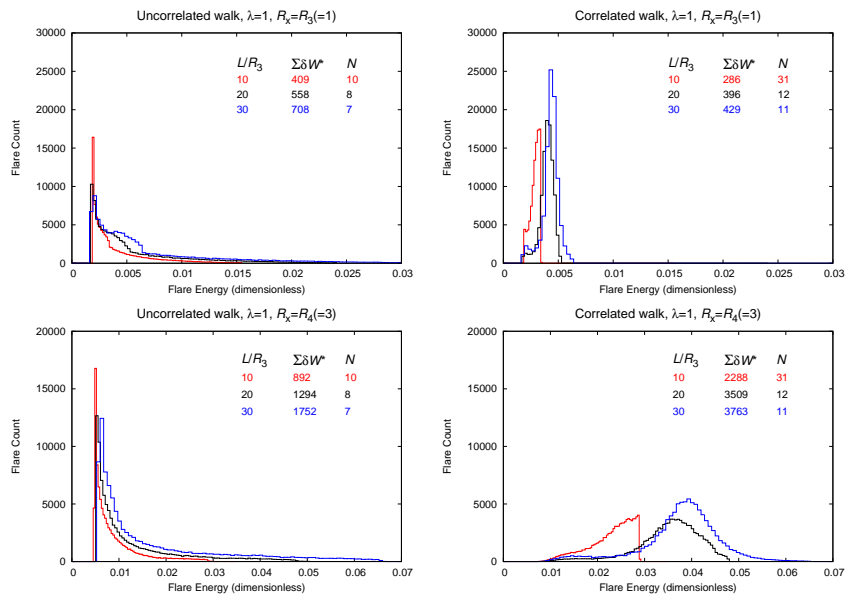 Uncorrelated walk, λ=1, Rx=R3(=1)
30000
25000
20000
15000
10000
5000
0
Flare Count
L/R3 ΣδW* N
10 409 10
20 558 8
30 708 7
0 0.005 0.01 0.015 0.02 0.025 0.03
Flare Energy (dimensionless)
Correlated walk, λ=1, Rx=R3(=1)
30000
25000
20000
15000
10000
5000
0
Flare Count
L/R3 ΣδW* N
10 286 31
20 396 12
30 429 11
0 0.005 0.01 0.015 0.02 0.025 0.03
Flare Energy (dimensionless)
Uncorrelated walk, λ=1, Rx=R4(=3)
20000
15000
10000
5000
0
Flare Count
L/R3 ΣδW* N
10 892 10
20 1294 8
30 1752 7
0 0.01 0.02 0.03 0.04 0.05 0.06 0.07
Flare Energy (dimensionless)
Correlated walk, λ=1, Rx=R4(=3)
20000
15000
10000
5000
0
Flare Count
L/R3 ΣδW* N
10 2288 31
20 3509 12
30 3763 11
0 0.01 0.02 0.03 0.04 0.05 0.06 0.07
Flare Energy (dimensionless)